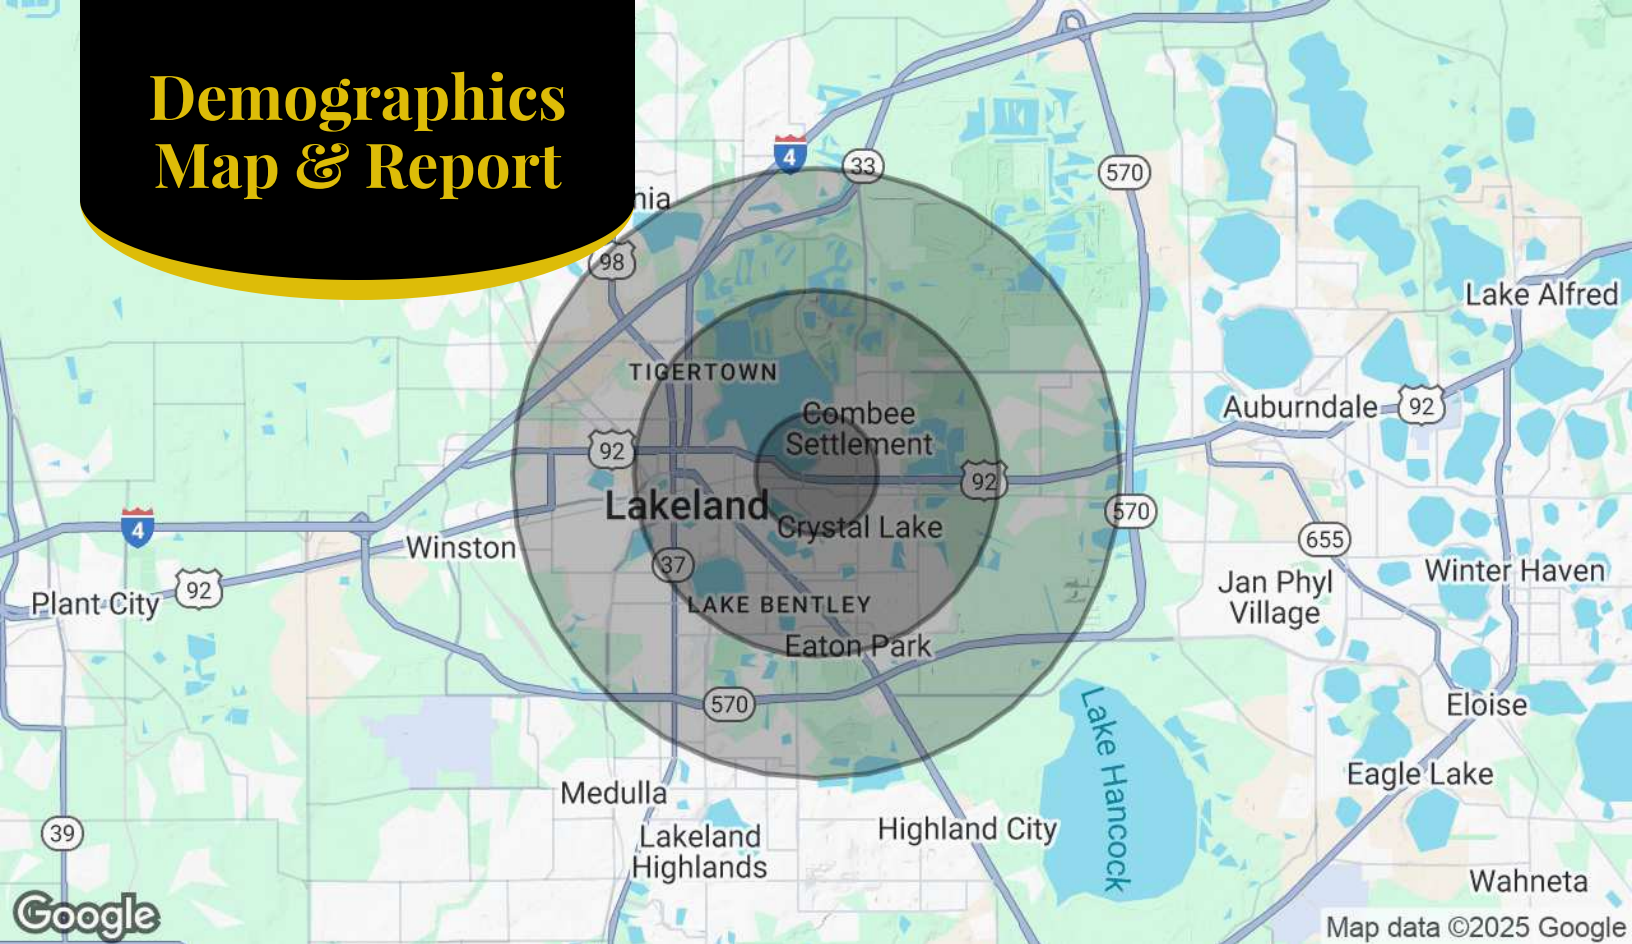 Demographics
Map & Report
4
33
570
98
Lake Alfred
TIGERTOWN
Combee
Settlement
Auburndale
92
92
92
Lakeland
Crystal Lake
570
4
Winston
655
37
Winter Haven
Jan Phyl
Village
92
Plant City
LAKE BENTLEY
Eaton Park
570
Lake Hancock
Eloise
Eagle Lake
Medulla
39
Lakeland
Highlands
Highland City
Wahneta
Google
Map data ©2025 Google